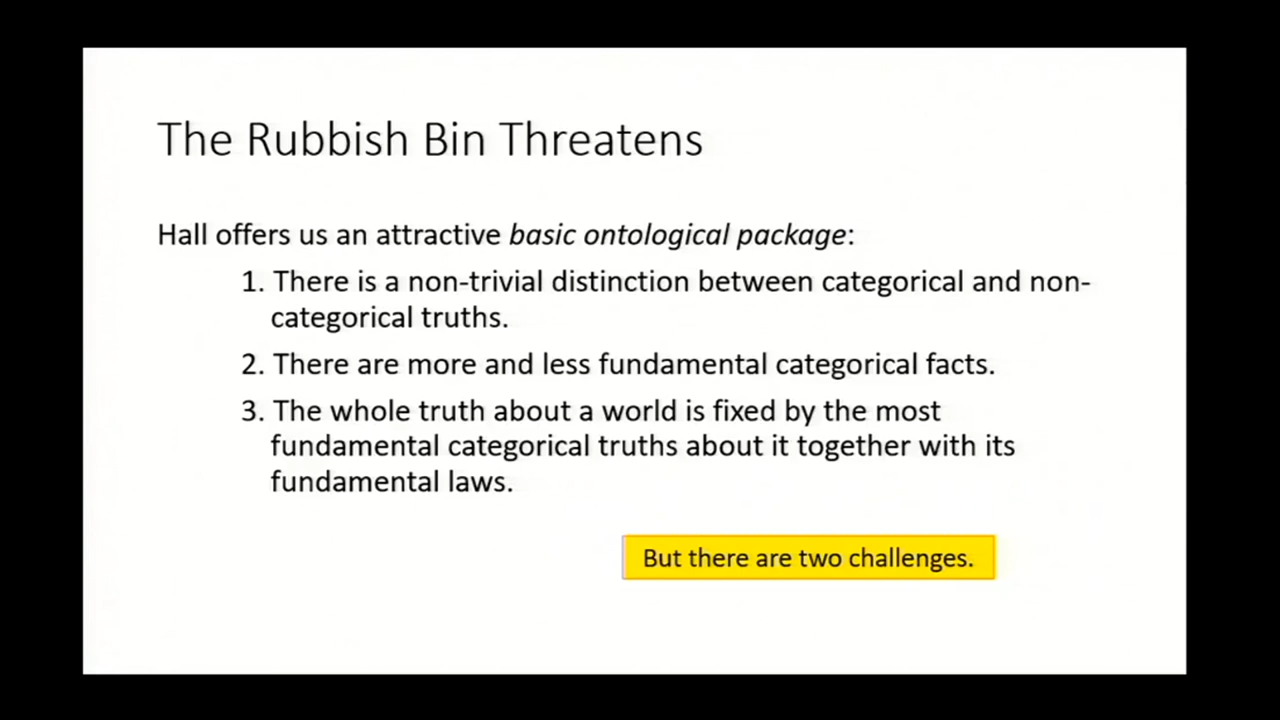 The Rubbish Bin Threatens
Hall offers us an attractive basic ontological package:
1. There is a non-trivial distinction between categorical and non-
categorical truths.
2. There are more and less fundamental categorical facts.
3. The whole truth about a world is fixed by the most
fundamental categorical truths about it together with its
fundamental laws.
But there are two challenges.